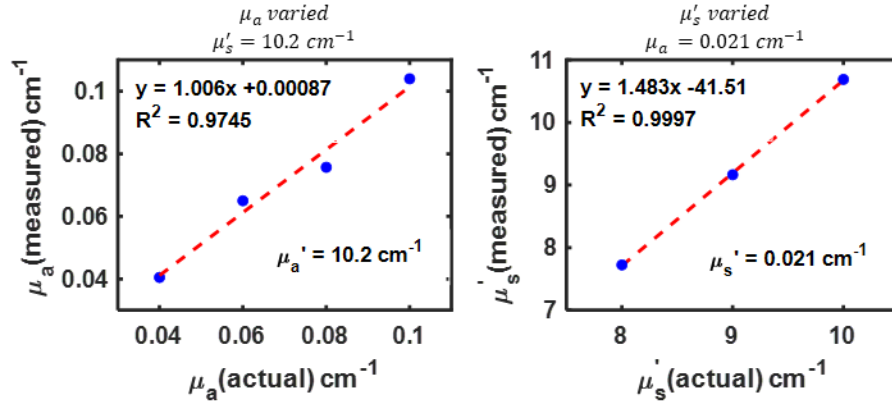 μₐ varied
μ′ₛ = 10.2 cm⁻¹
y = 1.006x +0.00087
R² = 0.9745
μₐ' = 10.2 cm⁻¹
0.1
0.08
0.06
0.04
μₐ(measured) cm⁻¹
0.04 0.06 0.08 0.1
μₐ(actual) cm⁻¹
μ′ₛ varied
μₐ = 0.021 cm⁻¹
y = 1.483x -41.51
R² = 0.9997
μₛ' = 0.021 cm⁻¹
11
10
9
8
7
μₛ'(measured) cm⁻¹
8 9 10
μₛ'(actual) cm⁻¹